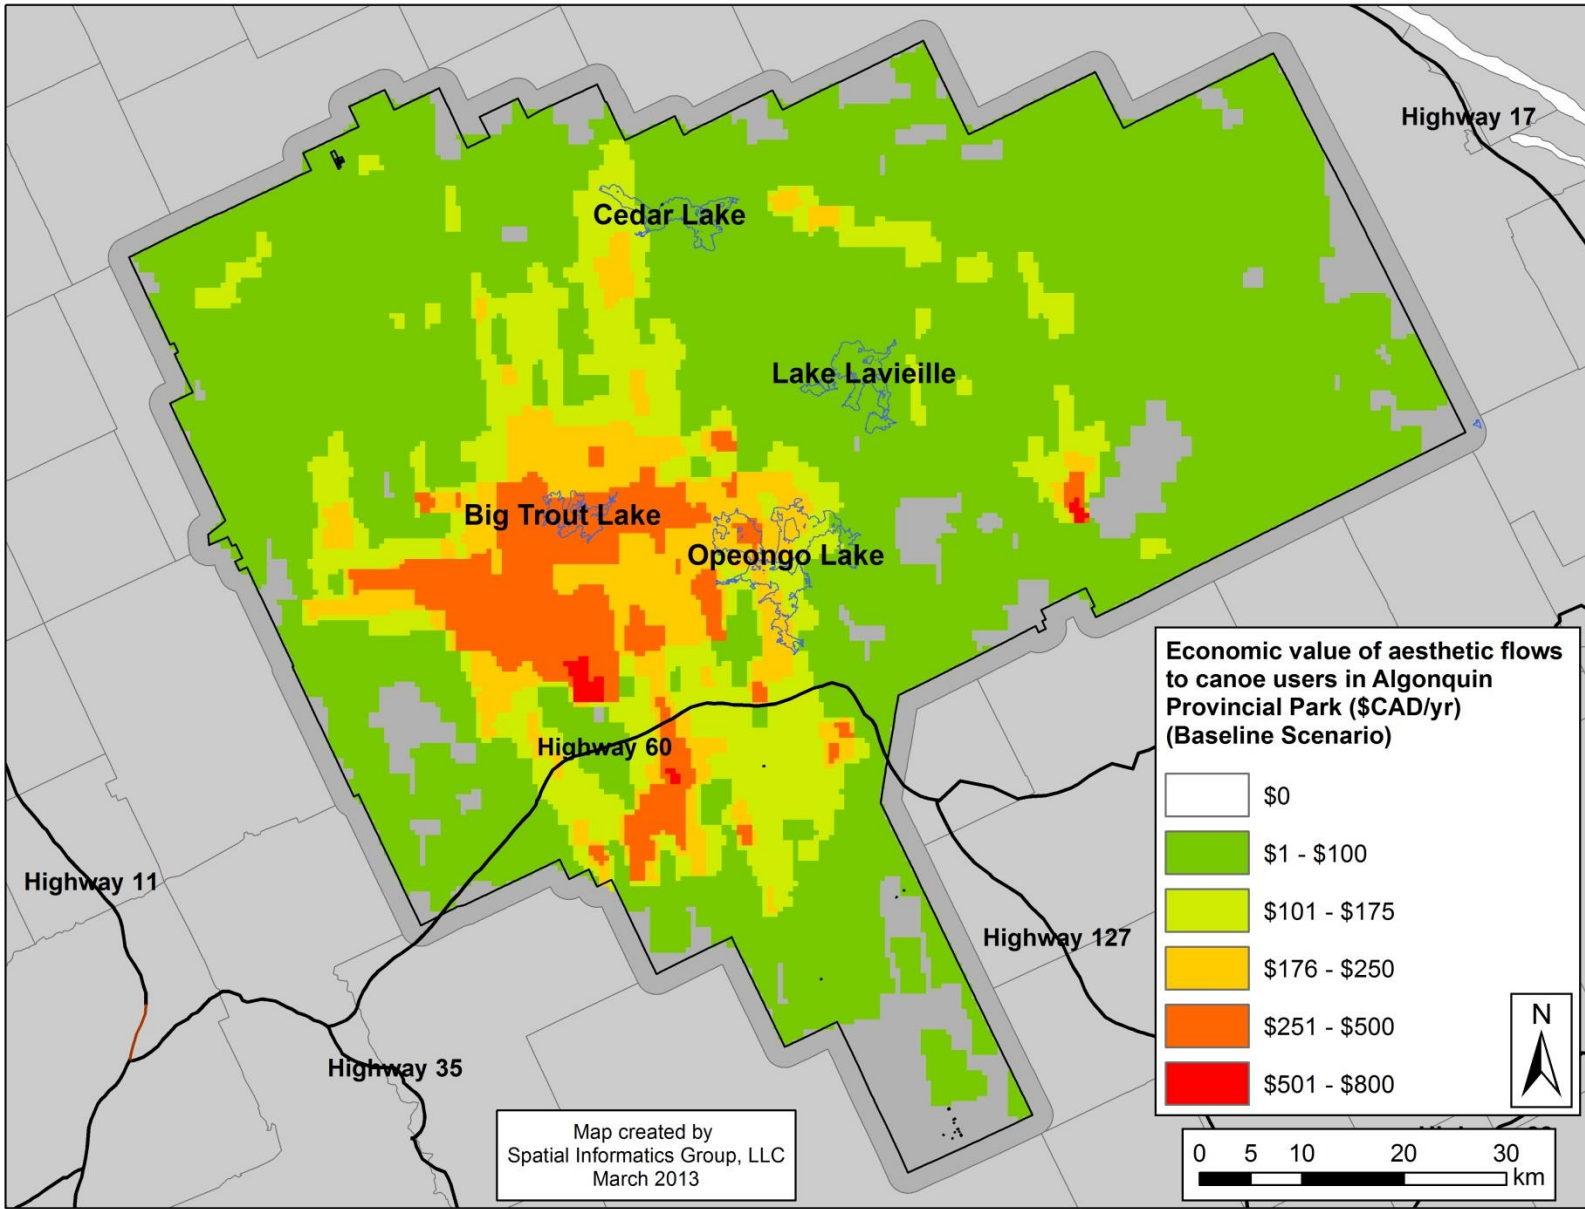 Highway 17
Cedar Lake
Lake Lavieille
Big Trout Lake
Opeongo Lake
Highway 60
Highway 11
Highway 127
Highway 35
Economic value of aesthetic flows
to canoe users in Algonquin
Provincial Park ($CAD/yr)
(Baseline Scenario)
$0
$1 - $100
$101 - $175
$176 - $250
$251 - $500
$501 - $800
N
Map created by
Spatial Informatics Group, LLC
March 2013
0 5 10 20 30
km